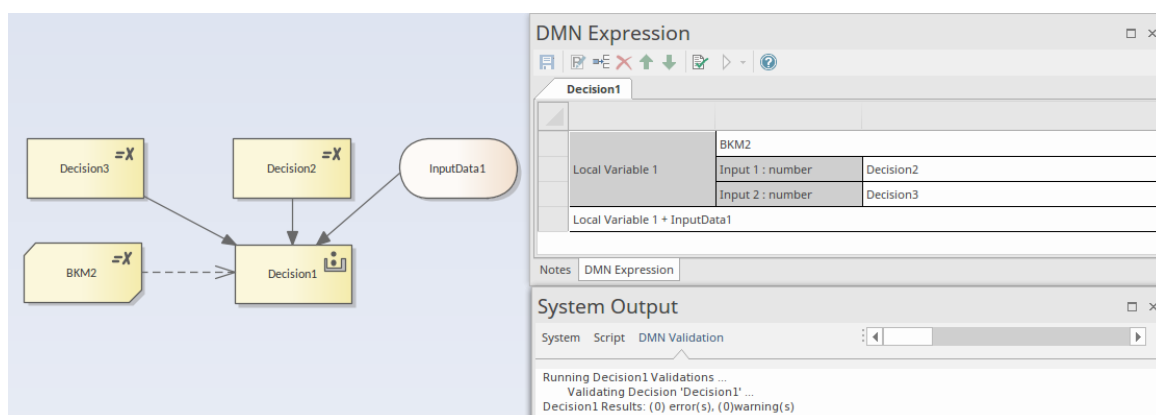 Decision3
=X
Decision2
=X
InputData1
BKM2
=X
Decision1
DMN Expression
Decision1
Local Variable 1
BKM2
Input 1 : number
Decision2
Input 2 : number
Decision3
Local Variable 1 + InputData1
Notes
DMN Expression
System Output
System
Script
DMN Validation
Running Decision1 Validations ...
Validating Decision 'Decision1' ...
Decision1 Results: (0) error(s), (0)warning(s)